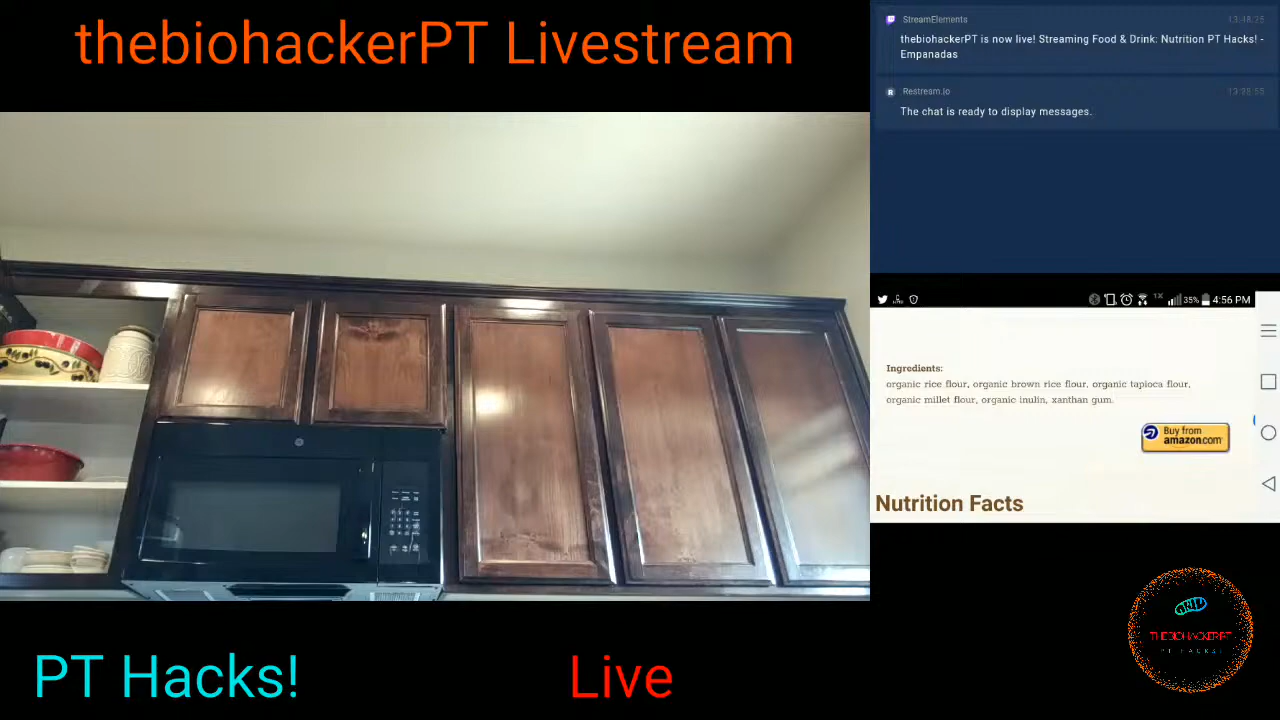 thebiohackerPT Livestream
StreamElements
13:48:25
thebiohackerPT is now live! Streaming Food & Drink: Nutrition PT Hacks! -
Empanadas
Restream.io
The chat is ready to display messages.
1X
35%
4:56 PM
Ingredients:
organic rice flour, organic brown rice flour, organic tapioca flour,
organic millet flour, organic inulin, xanthan gum.
Buy from
amazon.com
Nutrition Facts
THEBIOHACKERPT
PT HACKS!
PT Hacks!
Live